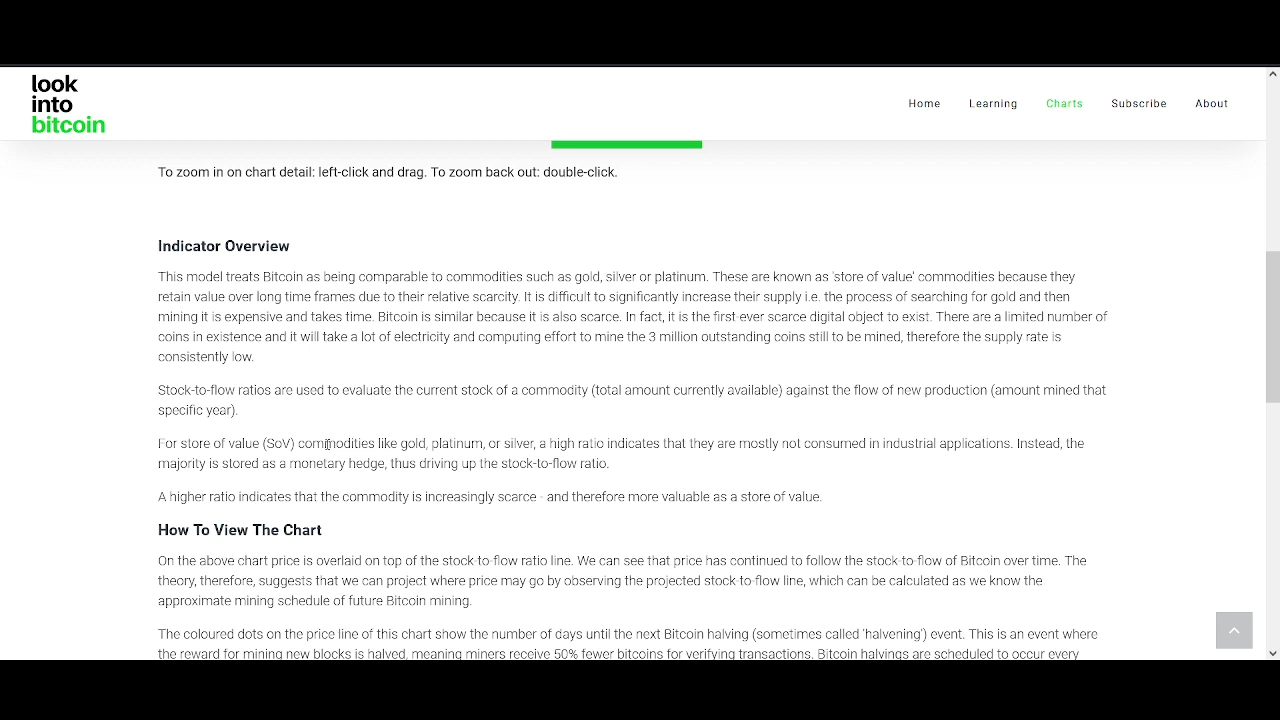 look
into
bitcoin
Home Learning Charts Subscribe About
To zoom in on chart detail: left-click and drag. To zoom back out: double-click.
Indicator Overview
This model treats Bitcoin as being comparable to commodities such as gold, silver or platinum. These are known as 'store of value' commodities because they
retain value over long time frames due to their relative scarcity. It is difficult to significantly increase their supply i.e. the process of searching for gold and then
mining it is expensive and takes time. Bitcoin is similar because it is also scarce. In fact, it is the first-ever scarce digital object to exist. There are a limited number of
coins in existence and it will take a lot of electricity and computing effort to mine the 3 million outstanding coins still to be mined, therefore the supply rate is
consistently low.
Stock-to-flow ratios are used to evaluate the current stock of a commodity (total amount currently available) against the flow of new production (amount mined that
specific year).
For store of value (SoV) commodities like gold, platinum, or silver, a high ratio indicates that they are mostly not consumed in industrial applications. Instead, the
majority is stored as a monetary hedge, thus driving up the stock-to-flow ratio.
A higher ratio indicates that the commodity is increasingly scarce - and therefore more valuable as a store of value.
How To View The Chart
On the above chart price is overlaid on top of the stock-to-flow ratio line. We can see that price has continued to follow the stock-to-flow of Bitcoin over time. The
theory, therefore, suggests that we can project where price may go by observing the projected stock-to-flow line, which can be calculated as we know the
approximate mining schedule of future Bitcoin mining.
The coloured dots on the price line of this chart show the number of days until the next Bitcoin halving (sometimes called 'halvening') event. This is an event where
the reward for mining new blocks is halved, meaning miners receive 50% fewer bitcoins for verifying transactions. Bitcoin halvings are scheduled to occur every